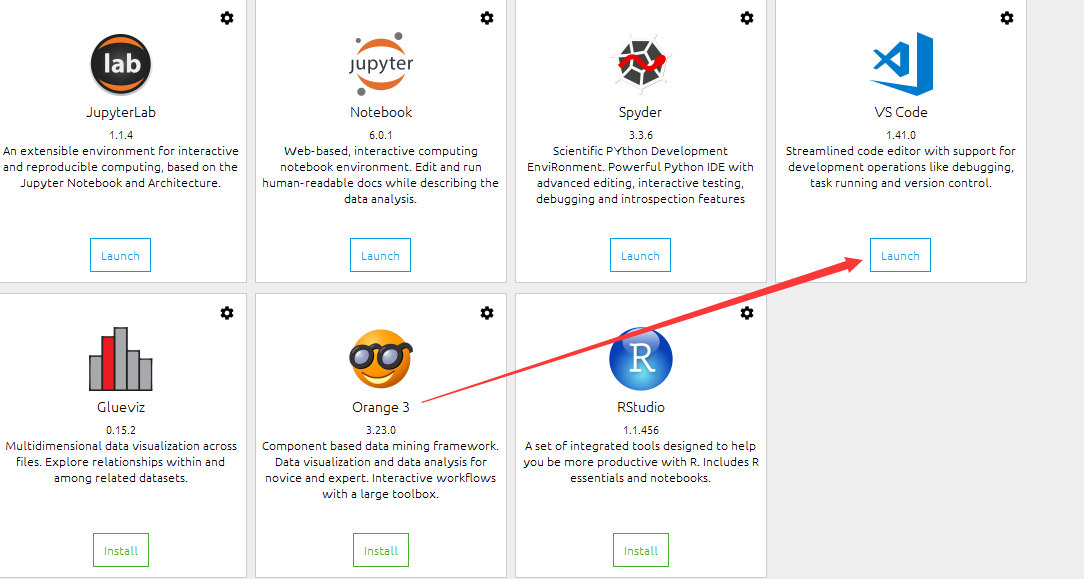 lab
JupyterLab
1.1.4
An extensible environment for interactive
and reproducible computing, based on the
Jupyter Notebook and Architecture.
Launch
jupyter
Notebook
6.0.1
Web-based, interactive computing
notebook environment. Edit and run
human-readable docs while describing the
data analysis.
Launch
Spyder
3.3.6
Scientific PYthon Development
EnviRonment. Powerful Python IDE with
advanced editing, interactive testing,
debugging and introspection features
Launch
VS Code
1.41.0
Streamlined code editor with support for
development operations like debugging,
task running and version control.
Launch
Glueviz
0.15.2
Multidimensional data visualization across
files. Explore relationships within and
among related datasets.
Install
Orange 3
3.23.0
Component based data mining framework.
Data visualization and data analysis for
novice and expert. Interactive workflows
with a large toolbox.
Install
R
RStudio
1.1.456
A set of integrated tools designed to help
you be more productive with R. Includes R
essentials and notebooks.
Install